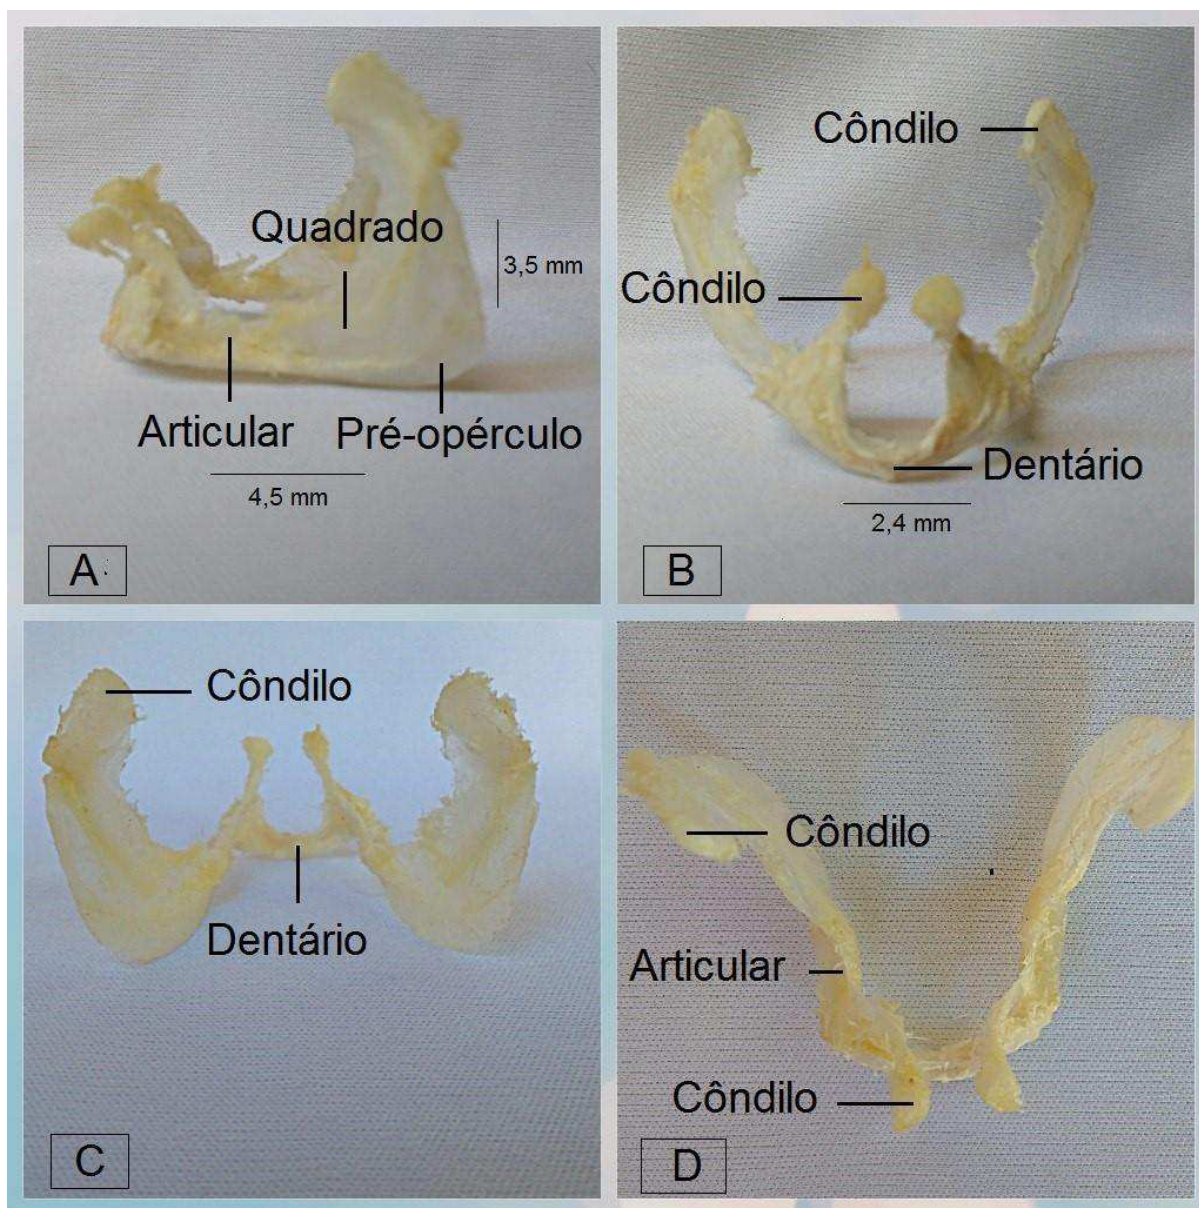 Quadrado
3,5 mm
Articular
Pré-opérculo
4,5 mm
A
Côndilo
Côndilo
Dentário
2,4 mm
B
Côndilo
Dentário
C
Côndilo
Articular
Côndilo
D